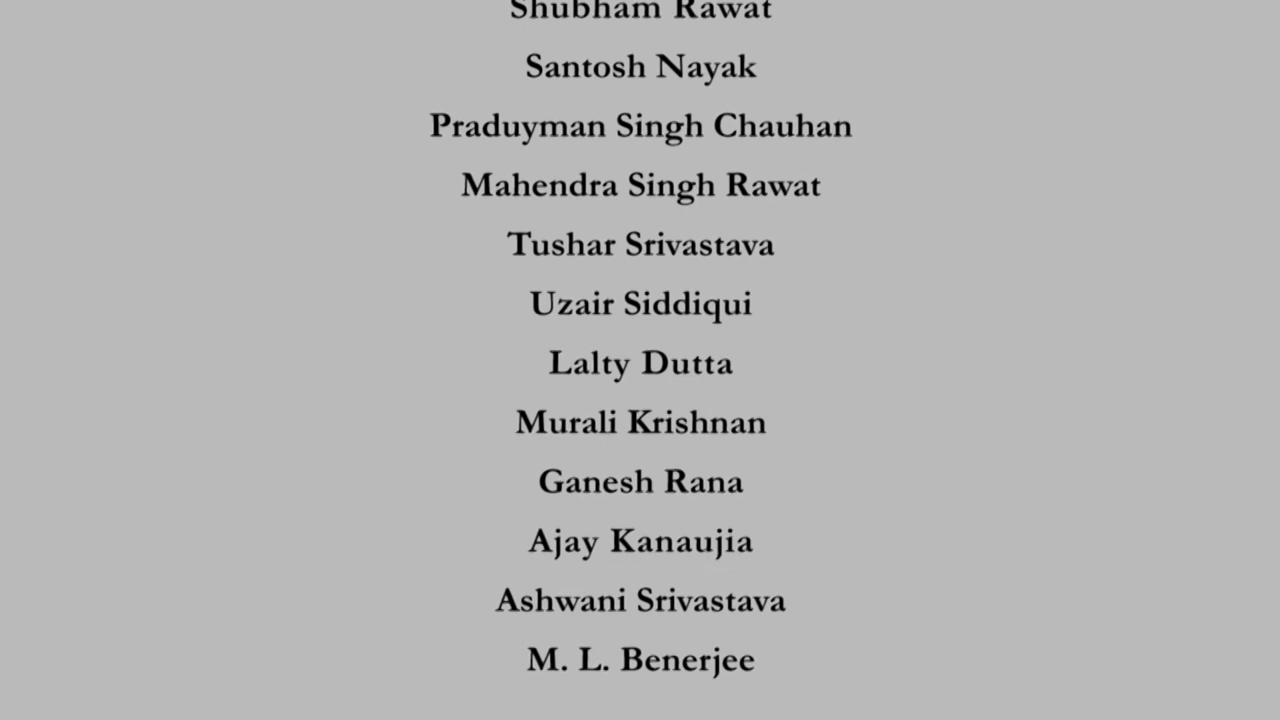 Shubham Rawat
Santosh Nayak
Praduyman Singh Chauhan
Mahendra Singh Rawat
Tushar Srivastava
Uzair Siddiqui
Lalty Dutta
Murali Krishnan
Ganesh Rana
Ajay Kanaujia
Ashwani Srivastava
M. L. Benerjee